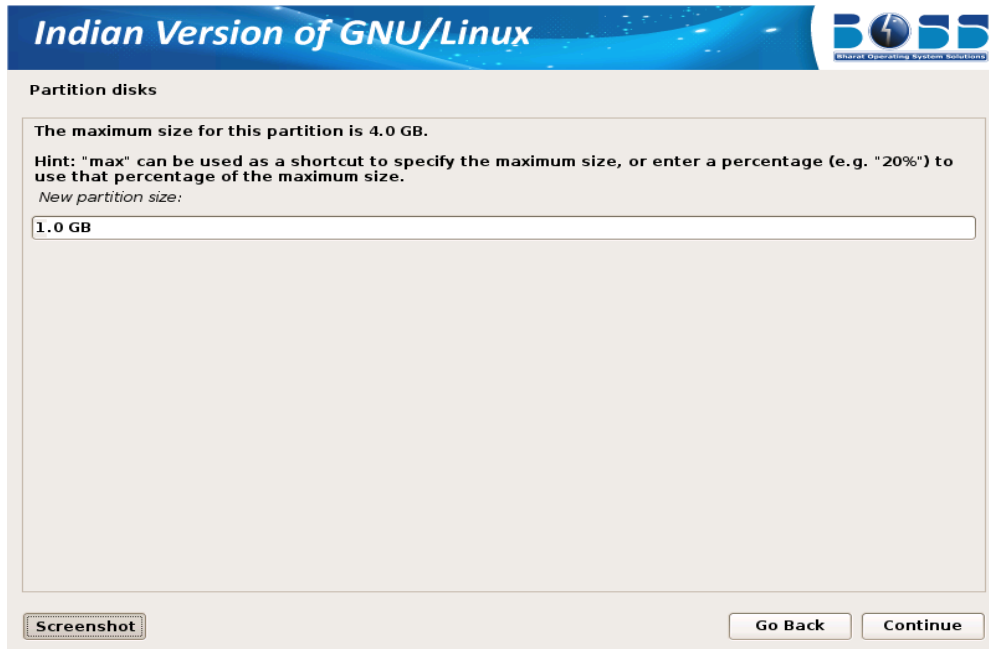 Indian Version of GNU/Linux
BOSS
Bharat Operating System Solutions
Partition disks
The maximum size for this partition is 4.0 GB.
Hint: "max" can be used as a shortcut to specify the maximum size, or enter a percentage (e.g. "20%") to
use that percentage of the maximum size.
New partition size:
1.0 GB
Screenshot
Go Back
Continue